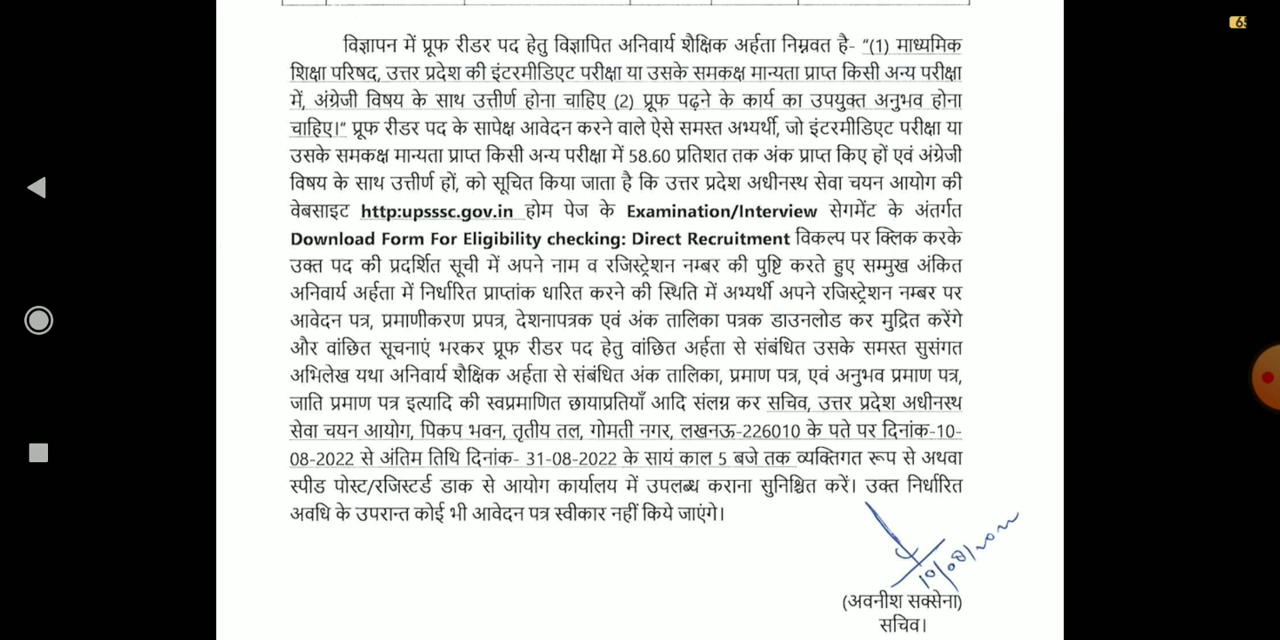 65
विज्ञापन में प्रूफ रीडर पद हेतु विज्ञापित अनिवार्य शैक्षिक अर्हता निम्नवत है- “(1) माध्यमिक
शिक्षा परिषद, उत्तर प्रदेश की इंटरमीडिएट परीक्षा या उसके समकक्ष मान्यता प्राप्त किसी अन्य परीक्षा
में, अंग्रेजी विषय के साथ उत्तीर्ण होना चाहिए (2) प्रूफ पढ़ने के कार्य का उपयुक्त अनुभव होना
चाहिए।“ प्रूफ रीडर पद के सापेक्ष आवेदन करने वाले ऐसे समस्त अभ्यर्थी, जो इंटरमीडिएट परीक्षा या
उसके समकक्ष मान्यता प्राप्त किसी अन्य परीक्षा में 58.60 प्रतिशत तक अंक प्राप्त किए हों एवं अंग्रेजी
विषय के साथ उत्तीर्ण हों, को सूचित किया जाता है कि उत्तर प्रदेश अधीनस्थ सेवा चयन आयोग की
वेबसाइट http:upsssc.gov.in होम पेज के Examination/Interview सेगमेंट के अंतर्गत
Download Form For Eligibility checking: Direct Recruitment विकल्प पर क्लिक करके
उक्त पद की प्रदर्शित सूची में अपने नाम व रजिस्ट्रेशन नम्बर की पुष्टि करते हुए सम्मुख अंकित
अनिवार्य अर्हता में निर्धारित प्राप्तांक धारित करने की स्थिति में अभ्यर्थी अपने रजिस्ट्रेशन नम्बर पर
आवेदन पत्र, प्रमाणीकरण प्रपत्र, देशनापत्रक एवं अंक तालिका पत्रक डाउनलोड कर मुद्रित करेंगे
और वांछित सूचनाएं भरकर प्रूफ रीडर पद हेतु वांछित अर्हता से संबंधित उसके समस्त सुसंगत
अभिलेख यथा अनिवार्य शैक्षिक अर्हता से संबंधित अंक तालिका, प्रमाण पत्र, एवं अनुभव प्रमाण पत्र,
जाति प्रमाण पत्र इत्यादि की स्वप्रमाणित छायाप्रतियाँ आदि संलग्न कर सचिव, उत्तर प्रदेश अधीनस्थ
सेवा चयन आयोग, पिकप भवन, तृतीय तल, गोमती नगर, लखनऊ-226010 के पते पर दिनांक-10-
08-2022 से अंतिम तिथि दिनांक- 31-08-2022 के सायं काल 5 बजे तक व्यक्तिगत रूप से अथवा
स्पीड पोस्ट/रजिस्टर्ड डाक से आयोग कार्यालय में उपलब्ध कराना सुनिश्चित करें। उक्त निर्धारित
अवधि के उपरान्त कोई भी आवेदन पत्र स्वीकार नहीं किये जाएंगे।
(अवनीश सक्सेना)
सचिव।